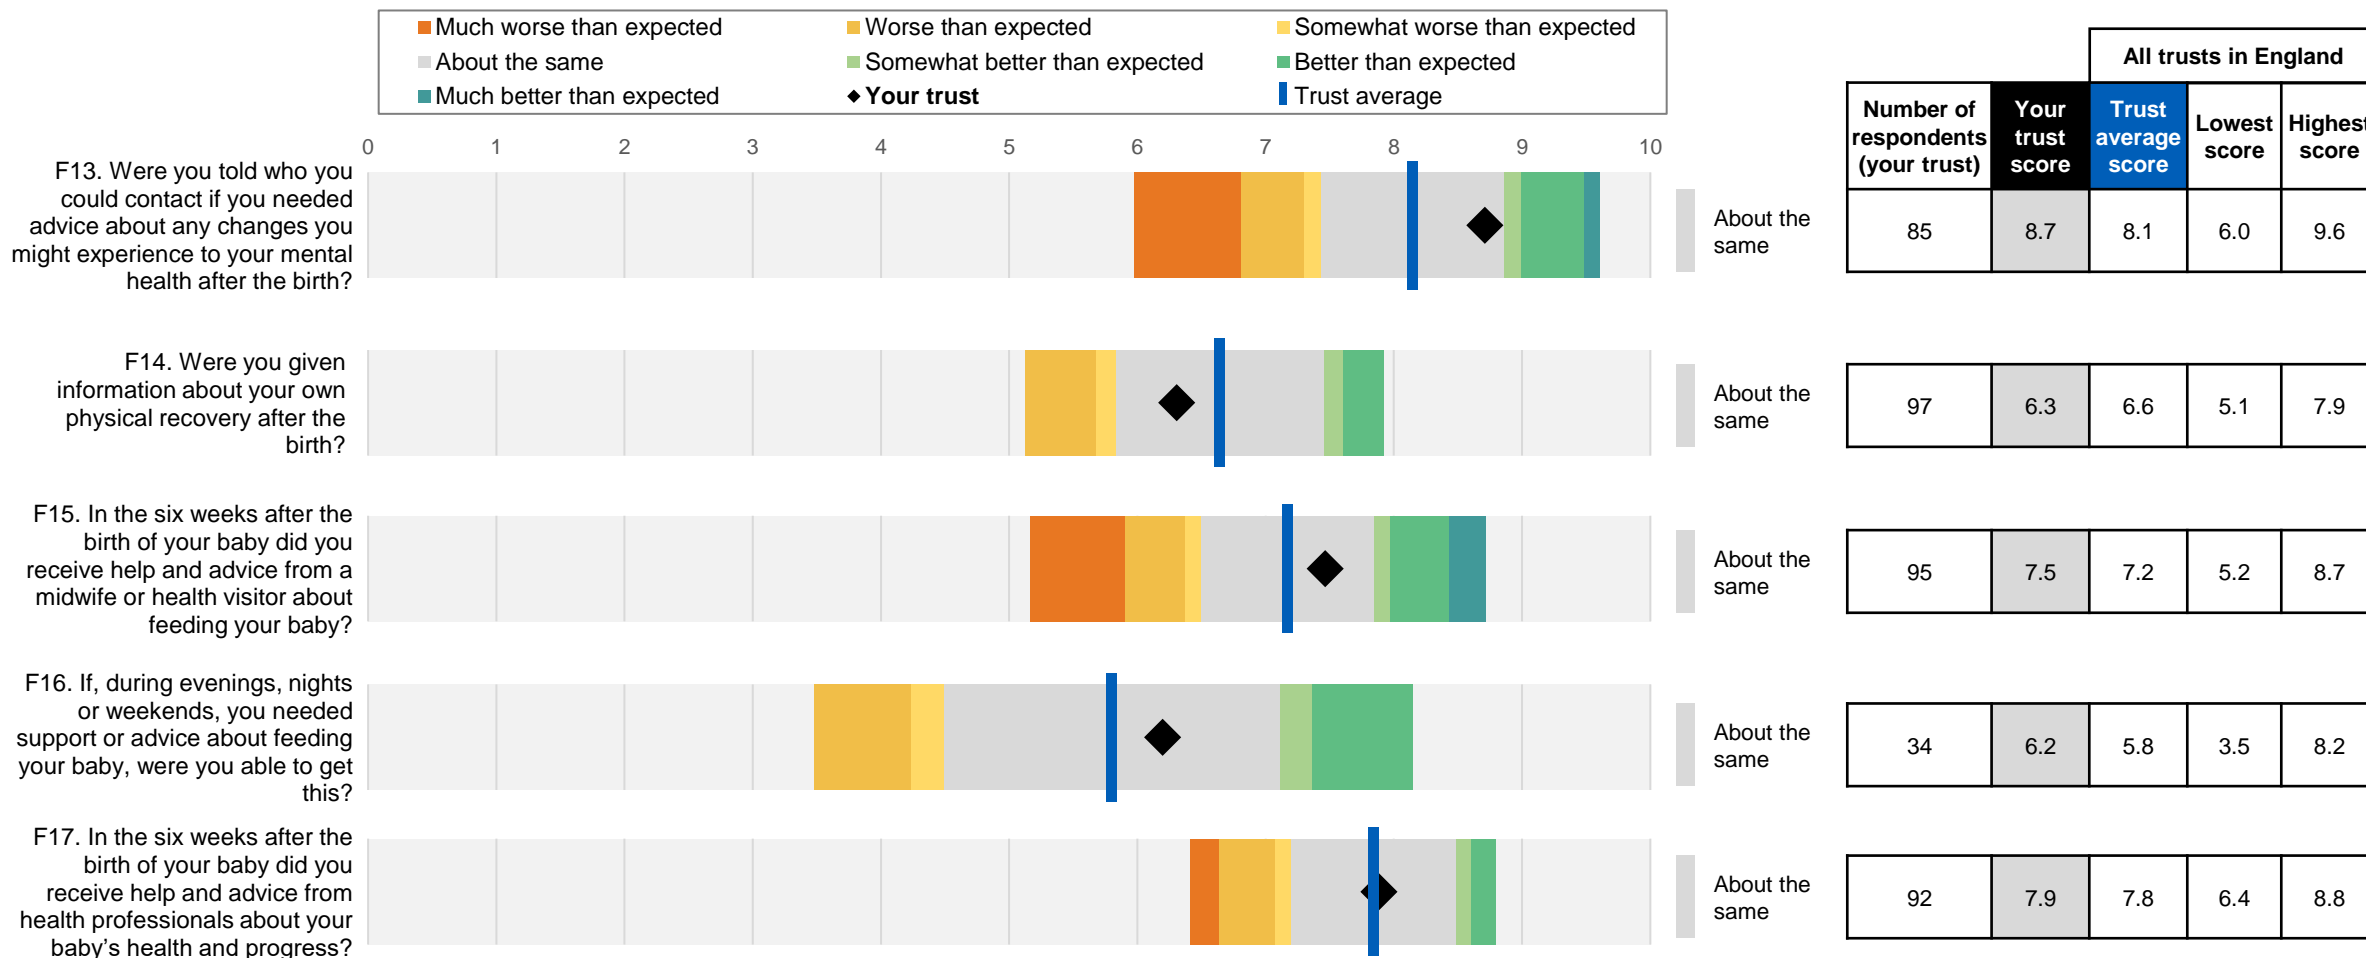 Much worse than expected
Worse than expected
Somewhat worse than expected
About the same
Somewhat better than expected
Better than expected
Much better than expected
Your trust
Trust average
All trusts in England
Number of
respondents
(your trust)
Your
trust
score
Trust
average
score
Lowest
score
Highest
score
0 1 2 3 4 5 6 7 8 9 10
F13. Were you told who you
could contact if you needed
advice about any changes you
might experience to your mental
health after the birth?
About the
same
85 8.7 8.1 6.0 9.6
F14. Were you given
information about your own
physical recovery after the
birth?
About the
same
97 6.3 6.6 5.1 7.9
F15. In the six weeks after the
birth of your baby did you
receive help and advice from a
midwife or health visitor about
feeding your baby?
About the
same
95 7.5 7.2 5.2 8.7
F16. If, during evenings, nights
or weekends, you needed
support or advice about feeding
your baby, were you able to get
this?
About the
same
34 6.2 5.8 3.5 8.2
F17. In the six weeks after the
birth of your baby did you
receive help and advice from
health professionals about your
baby’s health and progress?
About the
same
92 7.9 7.8 6.4 8.8